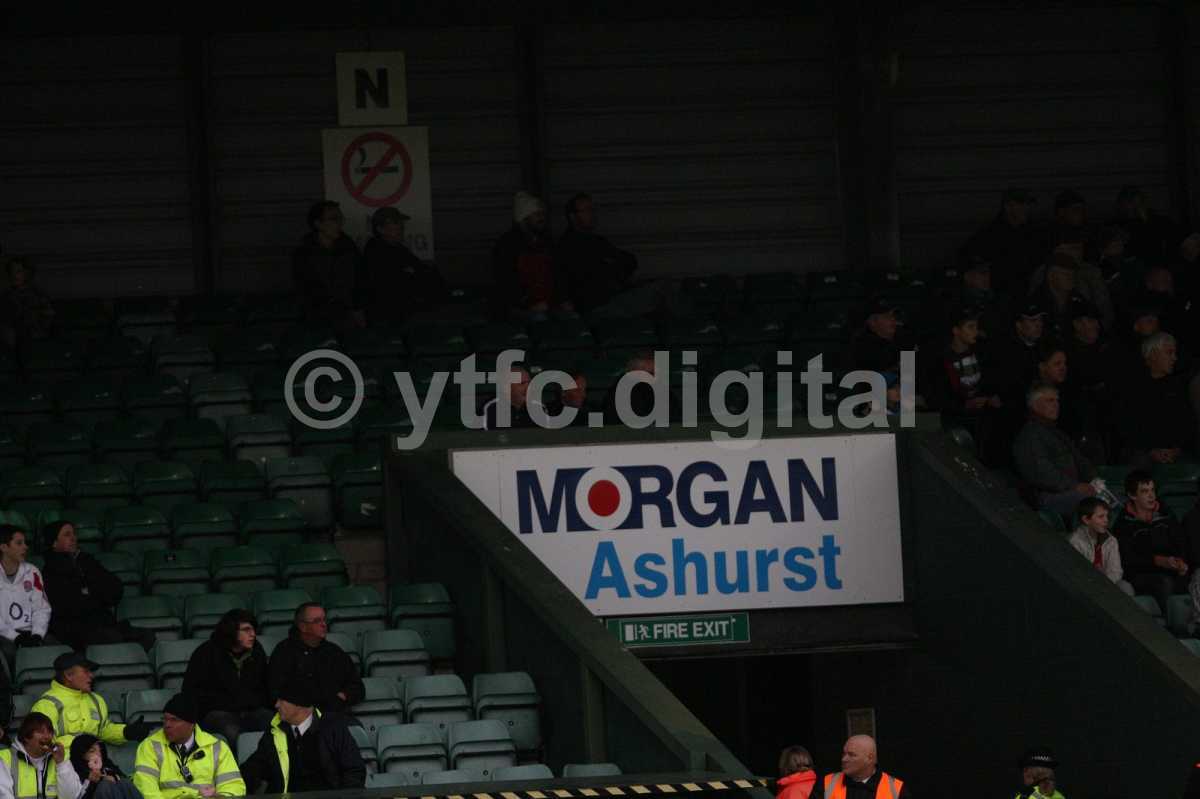 N
© ytfc.digital
MORGAN
Ashurst
FIRE EXIT
O2